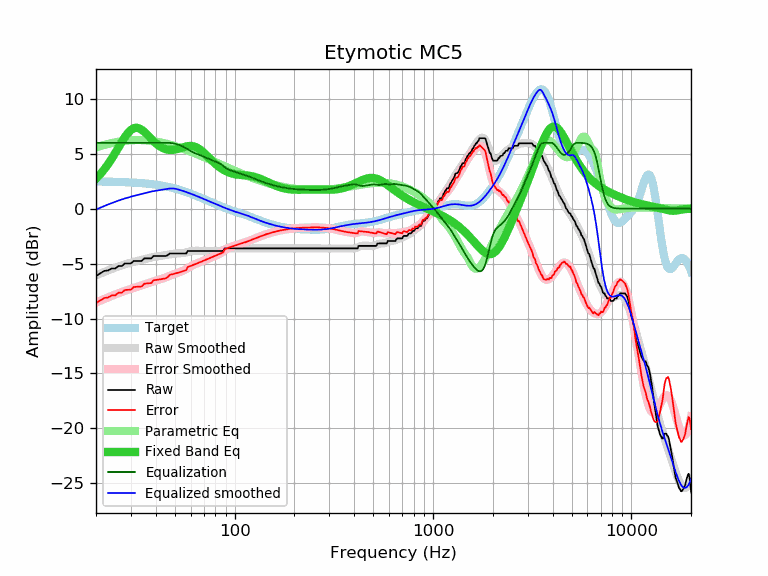 Etymotic MC5
10
5
0
−5
−10
−15
−20
−25
Amplitude (dBr)
Target
Raw Smoothed
Error Smoothed
Raw
Error
Parametric Eq
Fixed Band Eq
Equalization
Equalized smoothed
100
1000
10000
Frequency (Hz)